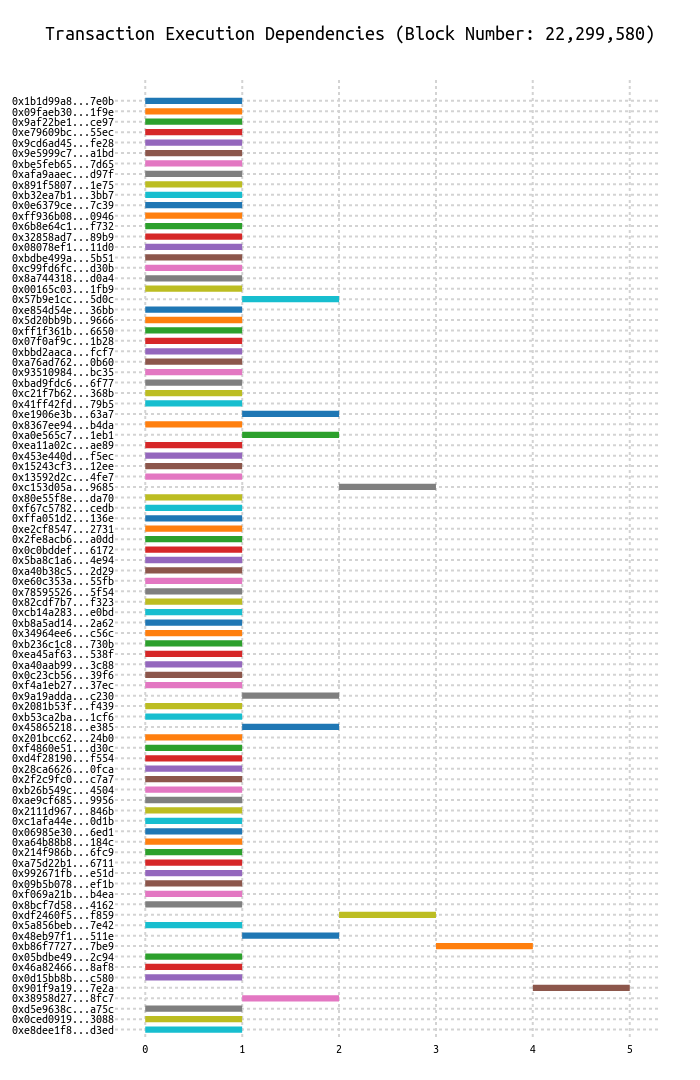 Transaction Execution Dependencies (Block Number: 22,299,580)
0x1b1d99a8...7e0b
0x09faeb30...1f9e
0x9af22be1...ce97
0xe79609bc...55ec
0x9cd6ad45...fe28
0x9e5999c7...a1bd
0xbe5feb65...7d65
0xafa9aaec...d97f
0x891f5807...1e75
0xb32ea7b1...3bb7
0x0e6379ce...7c39
0xff936b08...0946
0x6b8e64c1...f732
0x32858ad7...89b9
0x08078ef1...11d0
0xbdbe499a...5b51
0xc99fd6fc...d30b
0x8a744318...d0a4
0x00165c03...1fb9
0x57b9e1cc...5d0c
0xe854d54e...36bb
0x5d20bb9b...9666
0xff1f361b...6650
0x07f0af9c...1b28
0xbbd2aaca...fcf7
0xa76ad762...0b60
0x93510984...bc35
0xbad9fdc6...6f77
0xc21f7b62...368b
0x41ff42fd...79b5
0xe1906e3b...63a7
0x8367ee94...b4da
0xa0e565c7...1eb1
0xea11a02c...ae89
0x453e440d...f5ec
0x15243cf3...12ee
0x13592d2c...4fe7
0xc153d05a...9685
0x80e55f8e...da70
0xf67c5782...cedb
0xffa051d2...136e
0xe2cf8547...2731
0x2fe8acb6...a0dd
0x0c0bddef...6172
0x5ba8c1a6...4e94
0xa40b38c5...2d29
0xe60c353a...55fb
0x78595526...5f54
0x82cdf7b7...f323
0xcb14a283...e0bd
0xb8a5ad14...2a62
0x34964ee6...c56c
0xb236c1c8...730b
0xea45af63...538f
0xa40aab99...3c88
0x0c23cb56...39f6
0xf4a1eb27...37ec
0x9a19adda...c230
0x2081b53f...f439
0xb53ca2ba...1cf6
0x45865218...e385
0x201bcc62...24b0
0xf4860e51...d30c
0xd4f28190...f554
0x28ca6626...0fca
0x2f2c9fc0...c7a7
0xb26b549c...4504
0xae9cf685...9956
0x2111d967...846b
0xc1afa44e...0d1b
0x06985e30...6ed1
0xa64b88b8...184c
0x214f986b...6fc9
0xa75d22b1...6711
0x992671fb...e51d
0x09b5b078...ef1b
0xf069a21b...b4ea
0x8bcf7d58...4162
0xdf2460f5...f859
0x5a856beb...7e42
0x48eb97f1...511e
0xb86f7727...7be9
0x05bdbe49...2c94
0x46a82466...8af8
0x0d15bb8b...c580
0x901f9a19...7e2a
0x38958d27...8fc7
0xd5e9638c...a75c
0x0ced0919...3088
0xe8dee1f8...d3ed
0 1 2 3 4 5